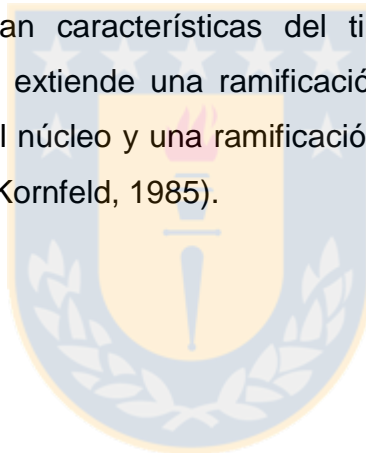 an características del ti
extiende una ramificació
l núcleo y una ramificació
Kornfeld, 1985).